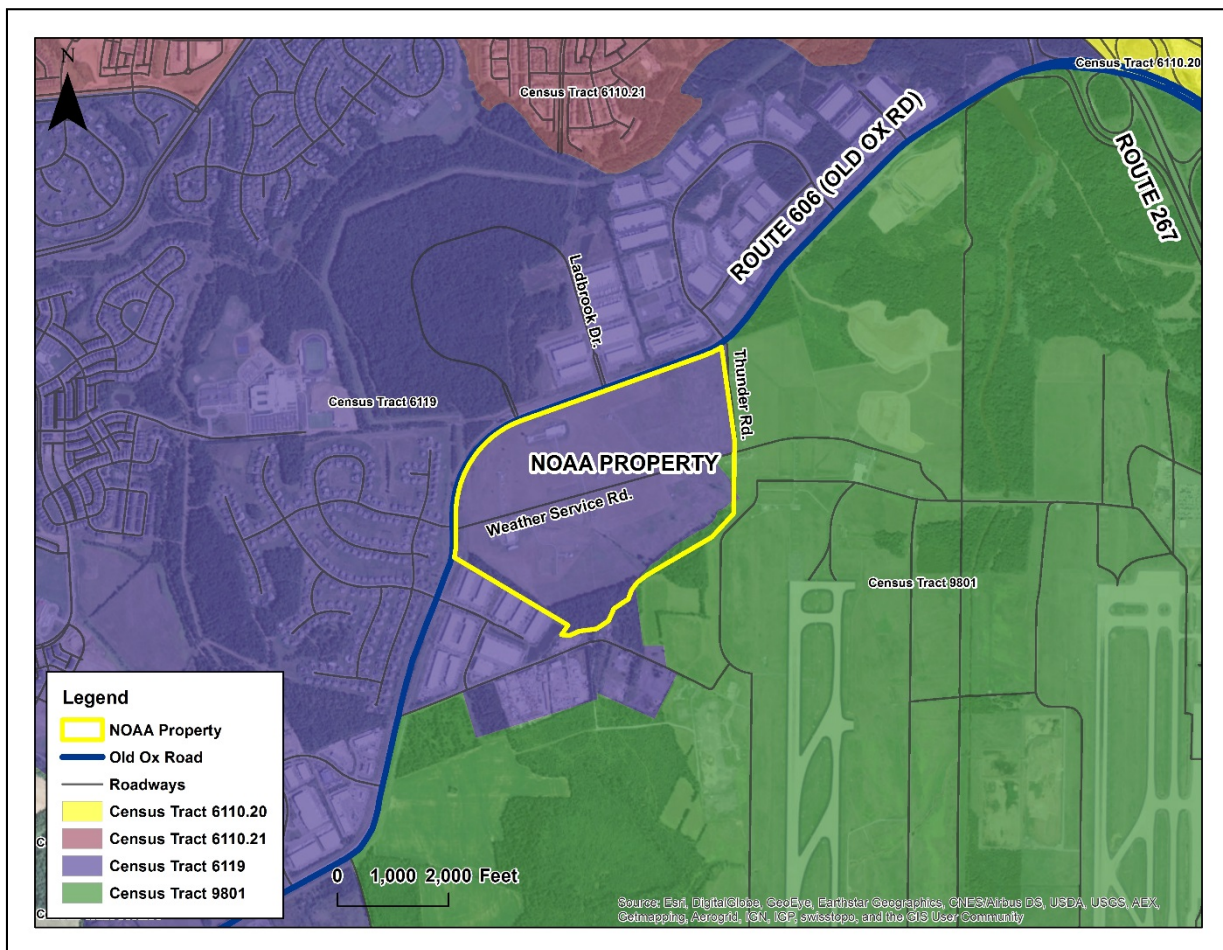 N
Census Tract 6110.20
Census Tract 6110.21
ROUTE 606 (OLD OX RD)
ROUTE 267
Ladbrook Dr.
Thunder Rd.
Census Tract 6119
NOAA PROPERTY
Weather Service Rd.
Census Tract 9801
Legend
NOAA Property
Old Ox Road
Roadways
Census Tract 6110.20
Census Tract 6110.21
Census Tract 6119
Census Tract 9801
0 1,000 2,000 Feet
Source: Esri, DigitalGlobe, GeoEye, Earthstar Geographics, CNES/Airbus DS, USDA, USGS, AEX,
Getmapping, Aerogrid, IGN, IGP, swisstopo, and the GIS User Community